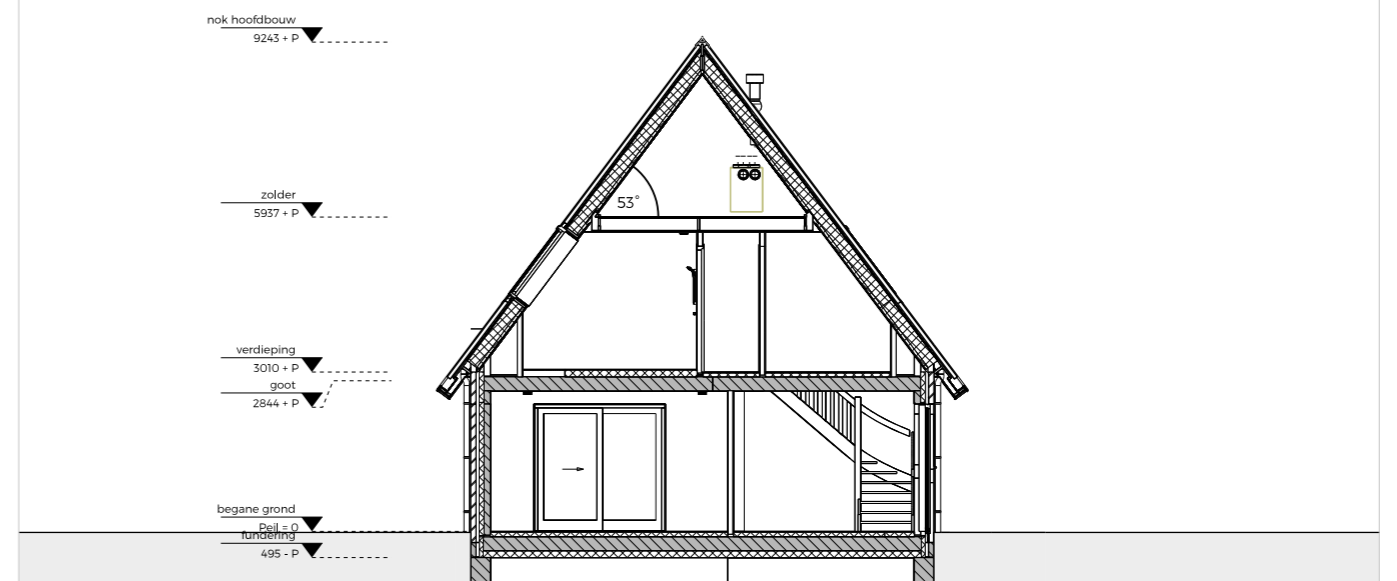 nok hoofdbouw
9243 + P
zolder
5937 + P
53°
verdieping
3010 + P
goot
2844 + P
begane grond
Peil = 0
fundering
495 - P